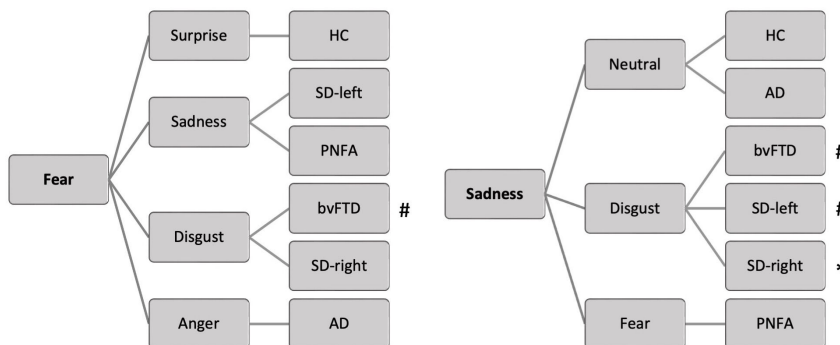 Surprise
HC
Sadness
SD-left
PNFA
Fear
Disgust
bvFTD
#
SD-right
Anger
AD
Neutral
HC
AD
Sadness
Disgust
bvFTD
SD-left
SD-right
Fear
PNFA